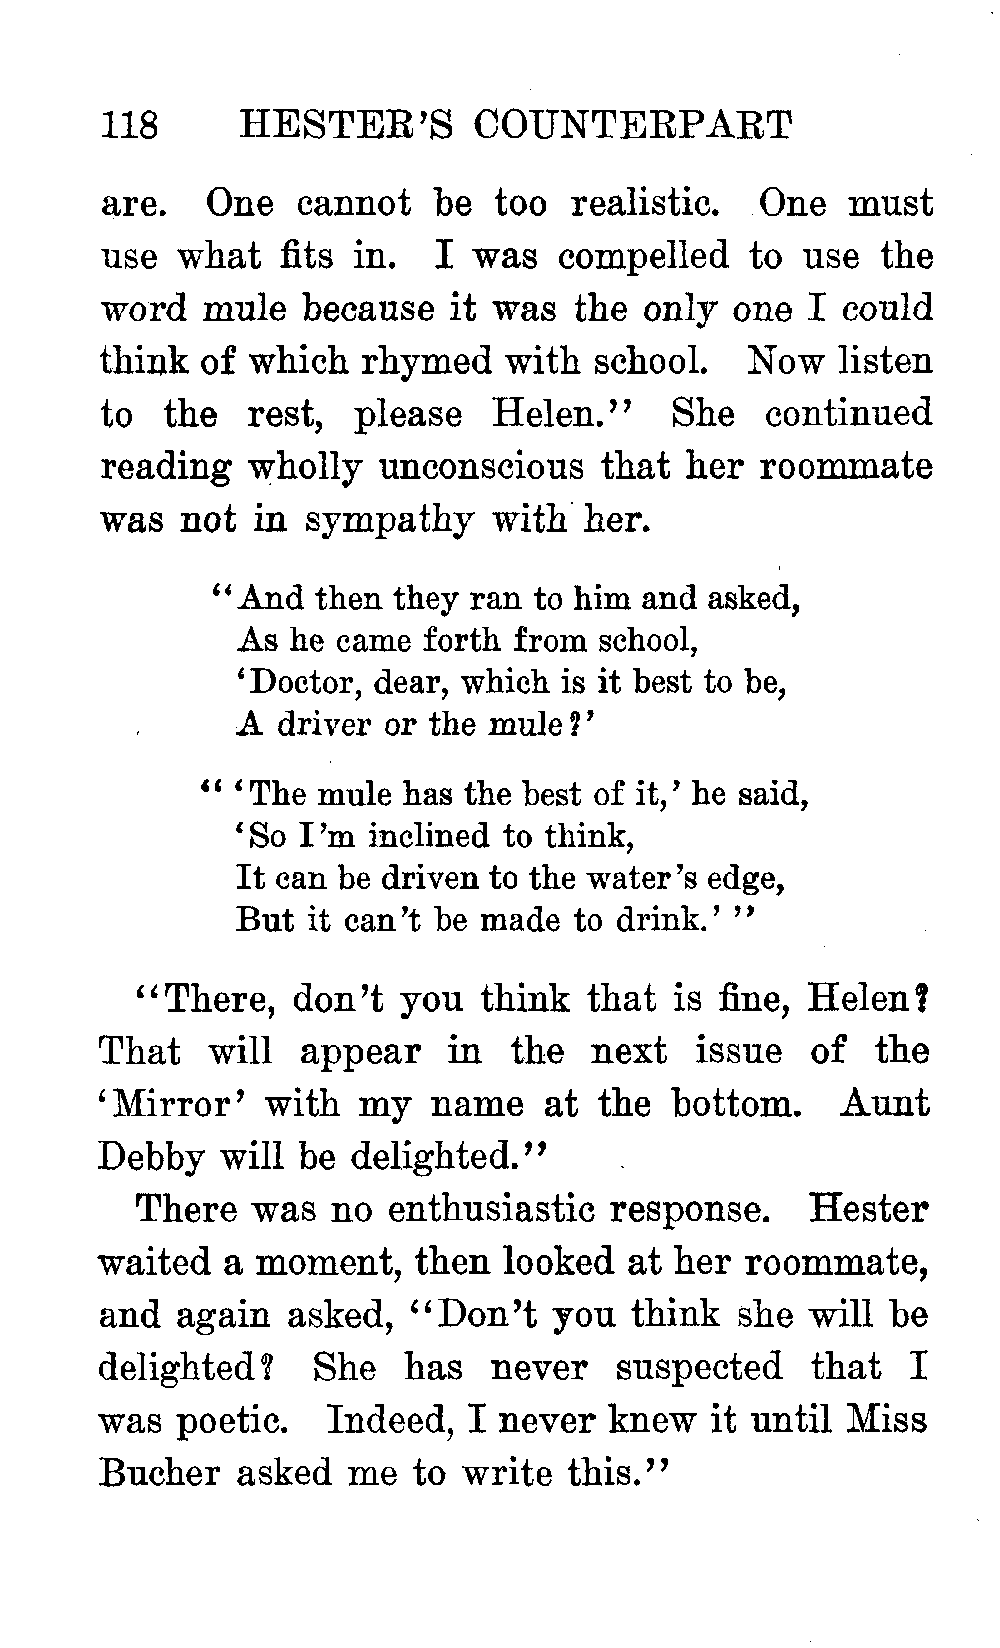 118 HESTER'S COUNTERPART
are. One cannot be too realistic. One must
use what fits in. I was compelled to use the
word mule because it was the only one I could
think of which rhymed with school. Now listen
to the rest, please Helen." She continued
reading wholly unconscious that her roommate
was not in sympathy with her.
"And then they ran to him and asked,
As he came forth from school,
'Doctor, dear, which is it best to be,
A driver or the mule?'
" 'The mule has the best of it,' he said,
'So I'm inclined to think,
It can be driven to the water's edge,
But it can't be made to drink.' "
"There, don't you think that is fine, Helen?
That will appear in the next issue of the
'Mirror' with my name at the bottom. Aunt
Debby will be delighted."
There was no enthusiastic response. Hester
waited a moment, then looked at her roommate,
and again asked, "Don't you think she will be
delighted? She has never suspected that I
was poetic. Indeed, I never knew it until Miss
Bucher asked me to write this."